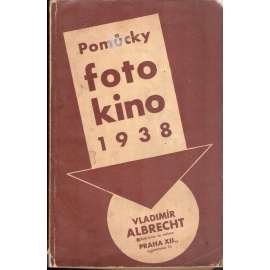 Pomůcky
foto
kino
1938
VLADIMÍR
ALBRECHT
PRAHA XII.,